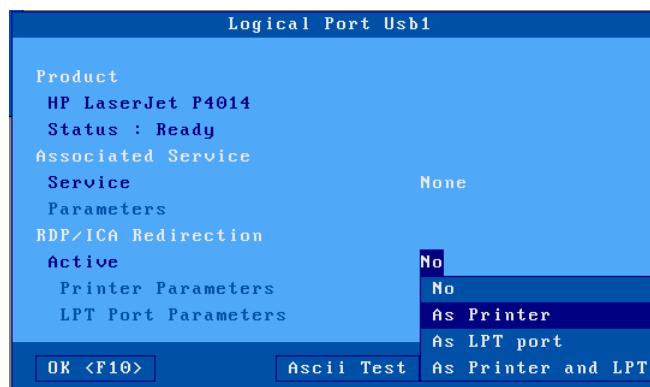 Logical Port Usb1
Product
HP LaserJet P4014
Status : Ready
Associated Service
Service None
Parameters
RDP/ICA Redirection
Active No
Printer Parameters No
LPT Port Parameters As Printer
As LPT port
OK <F10> Ascii Test As Printer and LPT